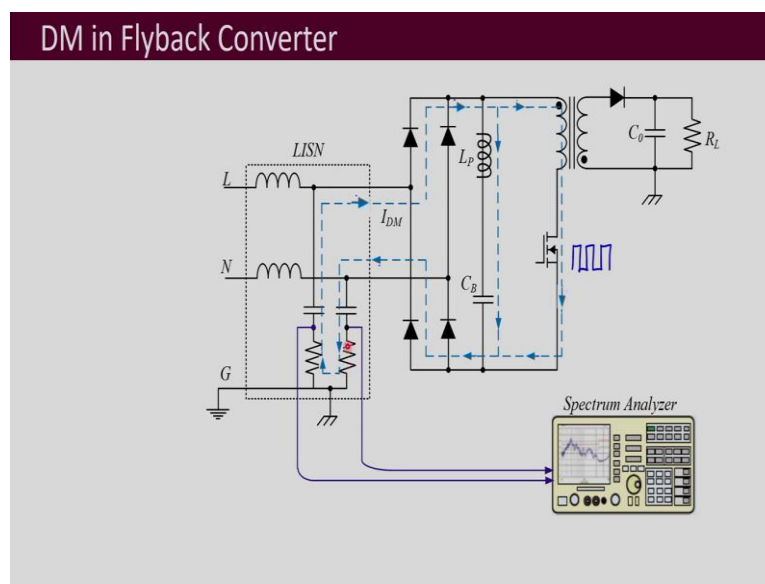 DM in Flyback Converter
LISN
L
I_DM
L_P
C_0
R_L
N
C_B
G
Spectrum Analyzer